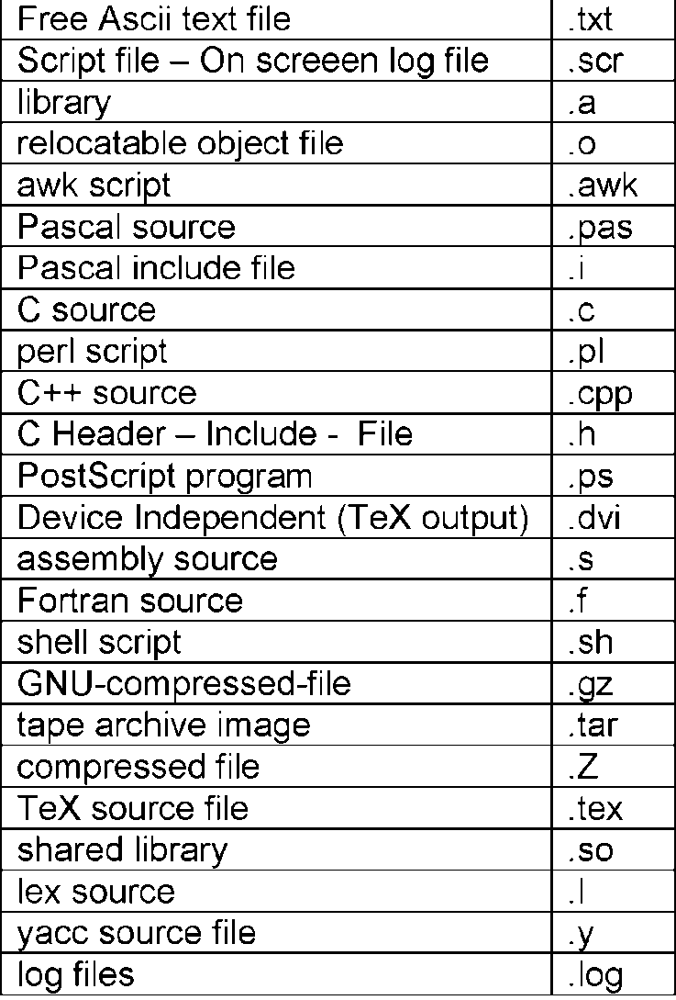 Free Ascii text file .txt
Script file – On screeen log file .scr
library .a
relocatable object file .o
awk script .awk
Pascal source .pas
Pascal include file .i
C source .c
perl script .pl
C++ source .cpp
C Header – Include - File .h
PostScript program .ps
Device Independent (TeX output) .dvi
assembly source .s
Fortran source .f
shell script .sh
GNU-compressed-file .gz
tape archive image .tar
compressed file .Z
TeX source file .tex
shared library .so
lex source .l
yacc source file .y
log files .log